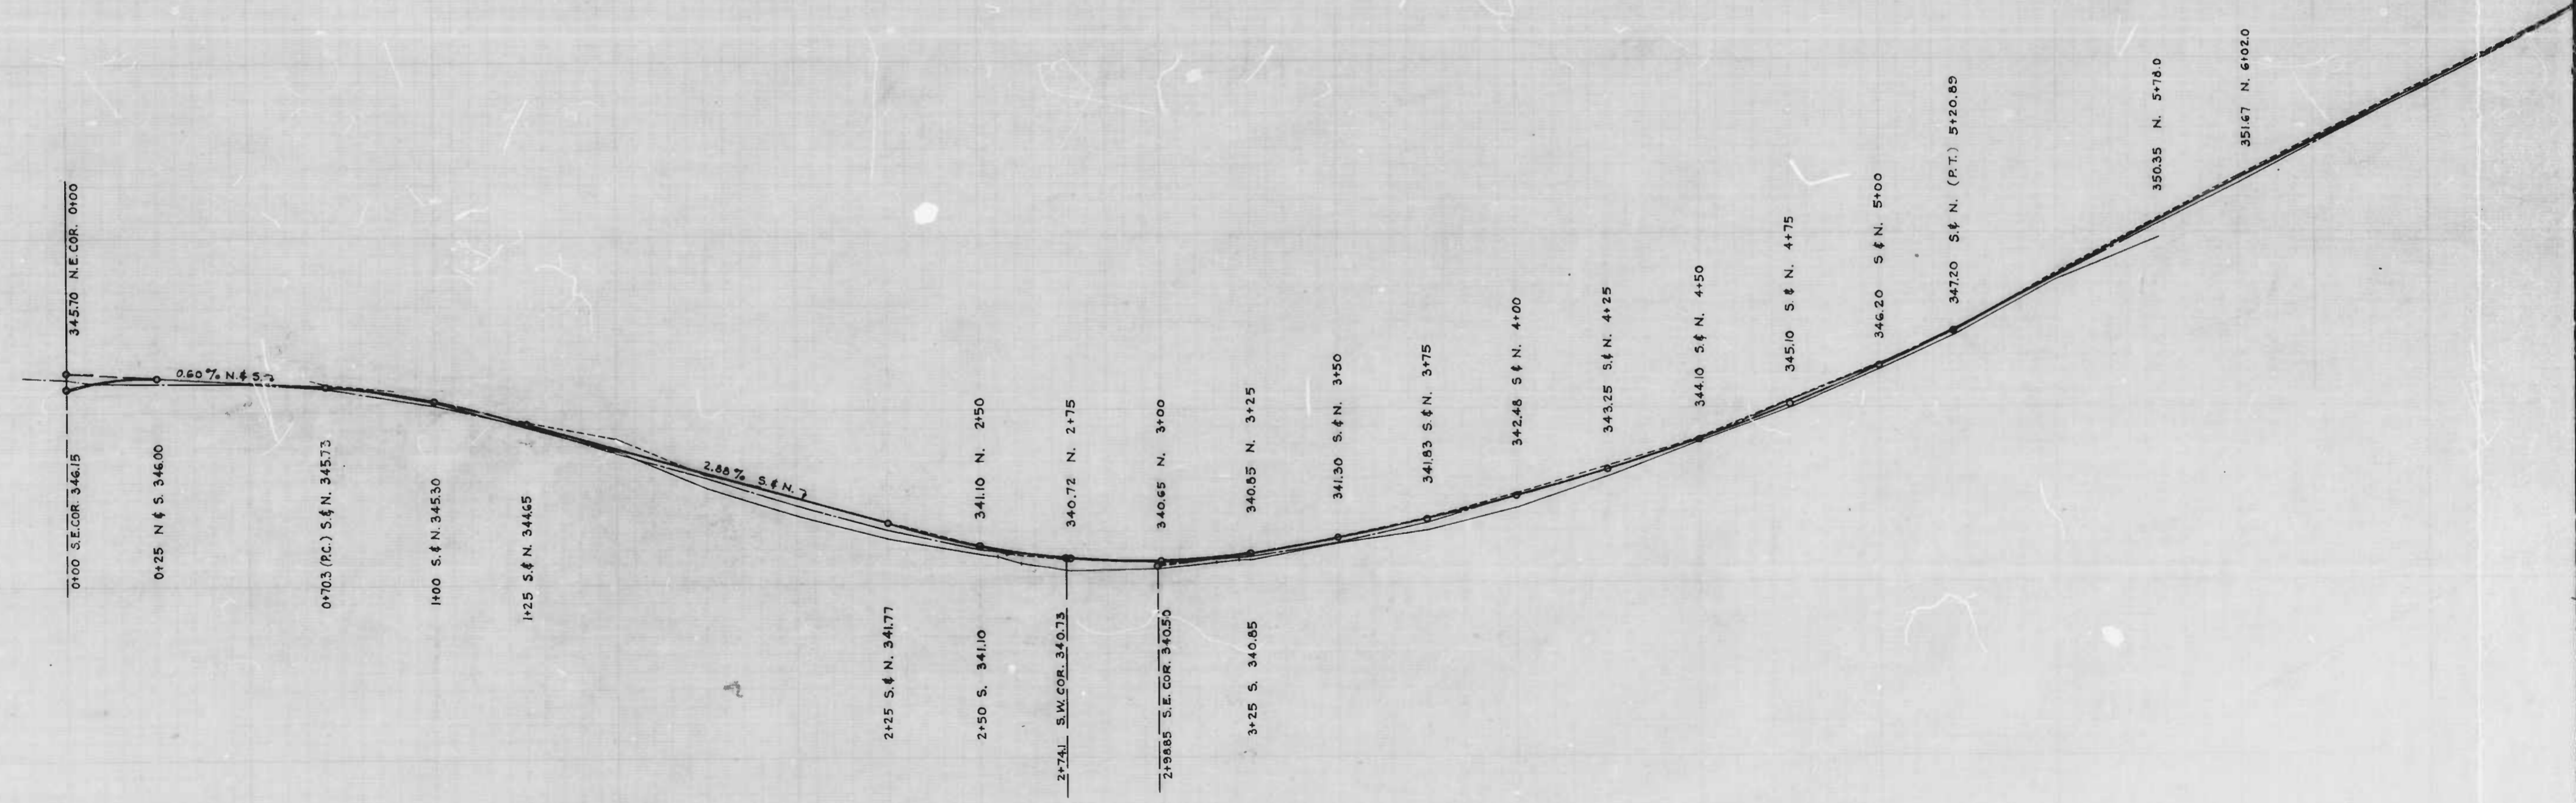 345.70 N.E.COR. 0+00
0+00 S.E.COR. 346.15
0+25 N & S. 346.00
0.60% N.& S.
0+70.3 (P.C.) S.& N. 345.73
1+00 S.& N. 345.30
1+25 S.& N. 344.65
2.88% S.& N.
2+25 S.& N. 341.77
341.10 N. 2+50
2+50 S. 341.10
340.72 N. 2+75
2+74.1 S.W.COR. 340.73
340.65 N. 3+00
2+98.85 S.E.COR. 340.50
340.85 N. 3+25
3+25 S. 340.85
341.30 S.& N. 3+50
341.83 S.& N. 3+75
342.48 S & N. 4+00
343.25 S.& N. 4+25
344.10 S.& N. 4+50
345.10 S. & N. 4+75
346.20 S & N. 5+00
347.20 S.& N. (P.T.) 5+20.89
350.35 N. 5+78.0
351.67 N. 6+02.0